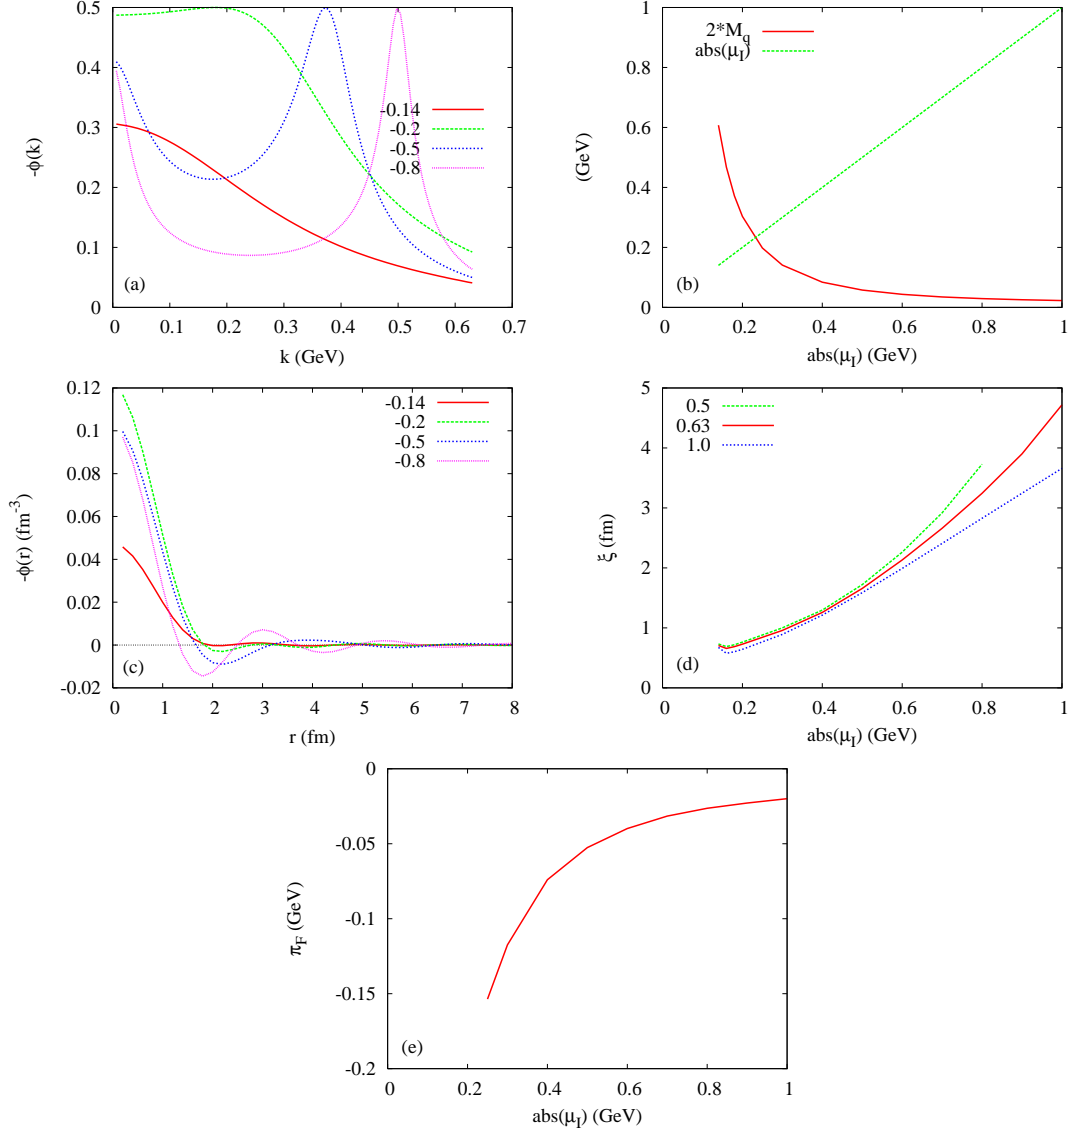 0.5
0.4
0.3
0.2
0.1
0
-ϕ(k)
-0.14
-0.2
-0.5
-0.8
(a)
0 0.1 0.2 0.3 0.4 0.5 0.6 0.7
k (GeV)
1
0.8
0.6
0.4
0.2
0
(GeV)
2*M_q
abs(μ_I)
(b)
0 0.2 0.4 0.6 0.8 1
abs(μ_I) (GeV)
0.12
0.1
0.08
0.06
0.04
0.02
0
-0.02
-ϕ(r) (fm^-3)
-0.14
-0.2
-0.5
-0.8
(c)
0 1 2 3 4 5 6 7 8
r (fm)
5
4
3
2
1
0
ξ (fm)
0.5
0.63
1.0
(d)
0 0.2 0.4 0.6 0.8 1
abs(μ_I) (GeV)
0
-0.05
-0.1
-0.15
-0.2
π_F (GeV)
(e)
0 0.2 0.4 0.6 0.8 1
abs(μ_I) (GeV)